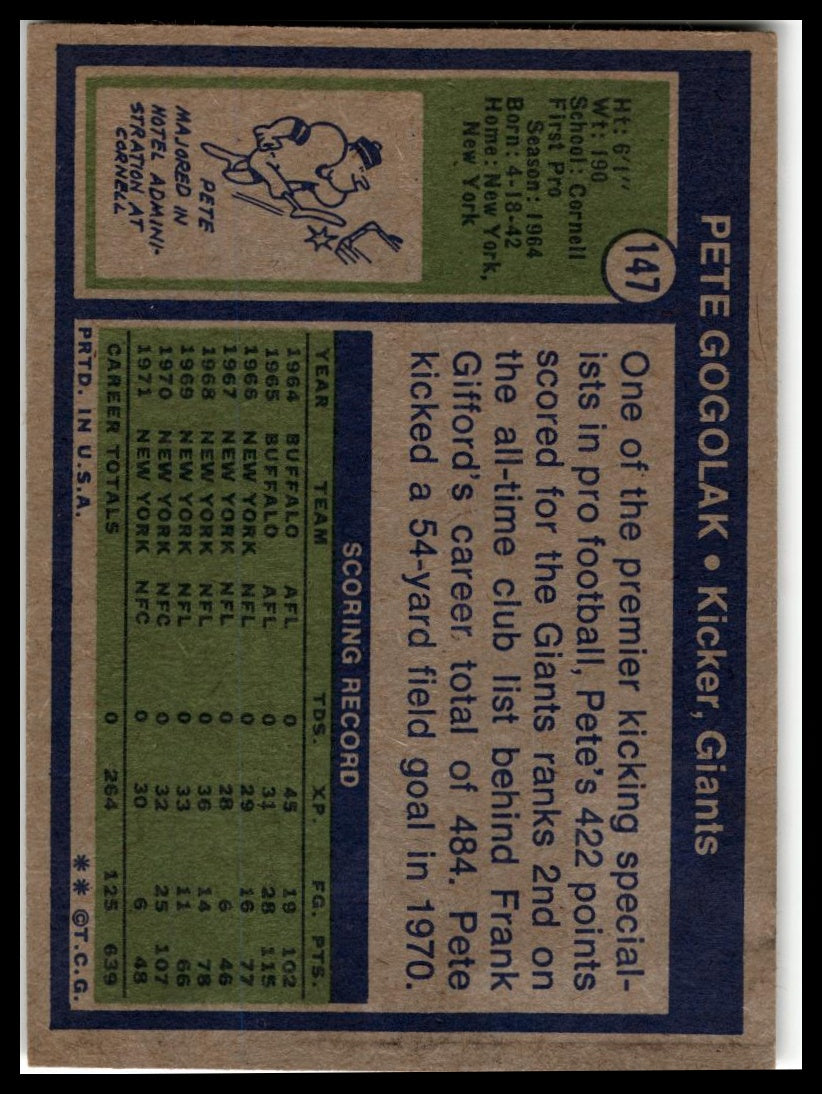 PETE GOGOLAK • Kicker, Giants
147
Ht: 6'1"
Wt: 190
School: Cornell
First Pro
Season: 1964
Born: 4-18-42
Home: New York,
New York
PETE
MAJORED IN
HOTEL ADMINI-
STRATION AT
CORNELL
One of the premier kicking special-
ists in pro football, Pete's 422 points
scored for the Giants ranks 2nd on
the all-time club list behind Frank
Gifford's career total of 484. Pete
kicked a 54-yard field goal in 1970.
SCORING RECORD
YEAR TEAM TDS. XP. FG. PTS.
1964 BUFFALO AFL 0 45 19 102
1965 BUFFALO AFL 0 31 28 115
1966 NEW YORK NFL 0 29 16 77
1967 NEW YORK NFL 0 28 6 46
1968 NEW YORK NFL 0 36 14 78
1969 NEW YORK NFL 0 33 11 66
1970 NEW YORK NFC 0 32 25 107
1971 NEW YORK NFC 0 30 6 48
CAREER TOTALS 0 264 125 639
PRTD. IN U.S.A. ** ©T.C.G.